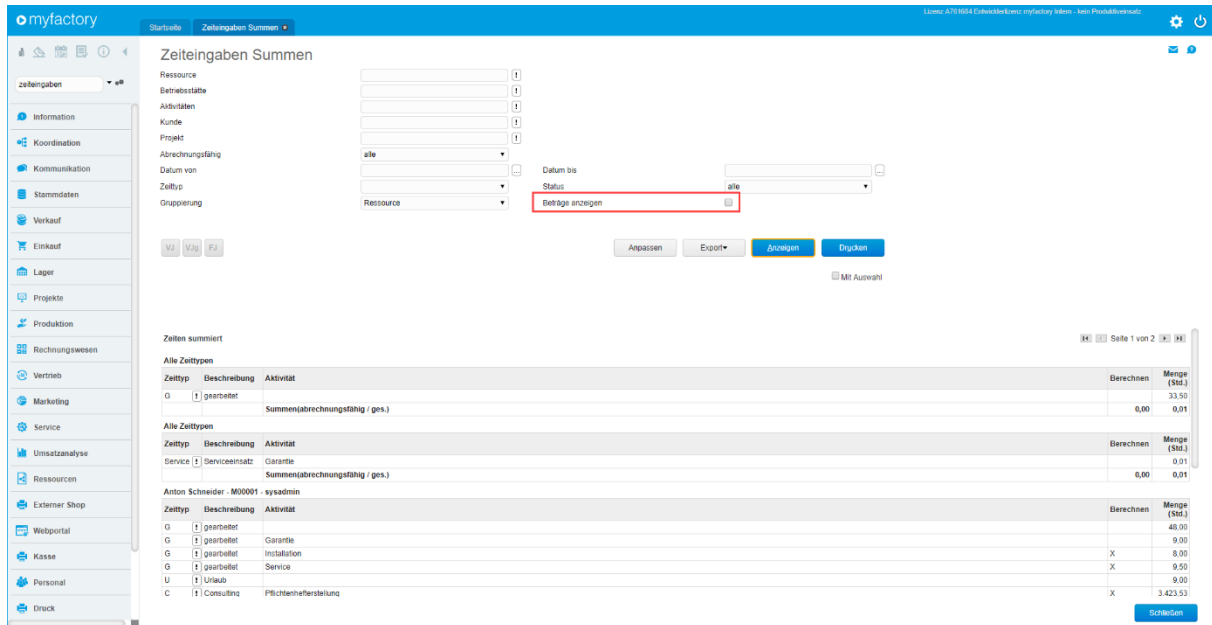 Lizenz A761664 Entwicklerlizenz myfactory Intern - kein Produktiveinsatz
myfactory
Startseite
Zeiteingaben Summen
zeiteingaben
Information
Koordination
Kommunikation
Stammdaten
Verkauf
Einkauf
Lager
Projekte
Produktion
Rechnungswesen
Vertrieb
Marketing
Service
Umsatzanalyse
Ressourcen
Externer Shop
Webportal
Kasse
Personal
Druck
Zeiteingaben Summen
Ressource
Betriebsstätte
Aktivitäten
Kunde
Projekt
Abrechnungsfähig alle
Datum von Datum bis
Zeittyp Status alle
Gruppierung Ressource Beträge anzeigen
VJ VJg FJ Anpassen Export Anzeigen Drucken
Mit Auswahl
Zeiten summiert Seite 1 von 2
Alle Zeittypen
Zeittyp Beschreibung Aktivität Berechnen Menge (Std.)
G ! gearbeitet 33,50
Summen(abrechnungsfähig / ges.) 0,00 0,01
Alle Zeittypen
Zeittyp Beschreibung Aktivität Berechnen Menge (Std.)
Service ! Serviceeinsatz Garantie 0,01
Summen(abrechnungsfähig / ges.) 0,00 0,01
Anton Schneider - M00001 - sysadmin
Zeittyp Beschreibung Aktivität Berechnen Menge (Std.)
G ! gearbeitet 48,00
G ! gearbeitet Garantie 9,00
G ! gearbeitet Installation X 8,00
G ! gearbeitet Service X 9,50
U ! Urlaub 9,00
C ! Consulting Pflichtenhefterstellung X 3.423,53
Schließen